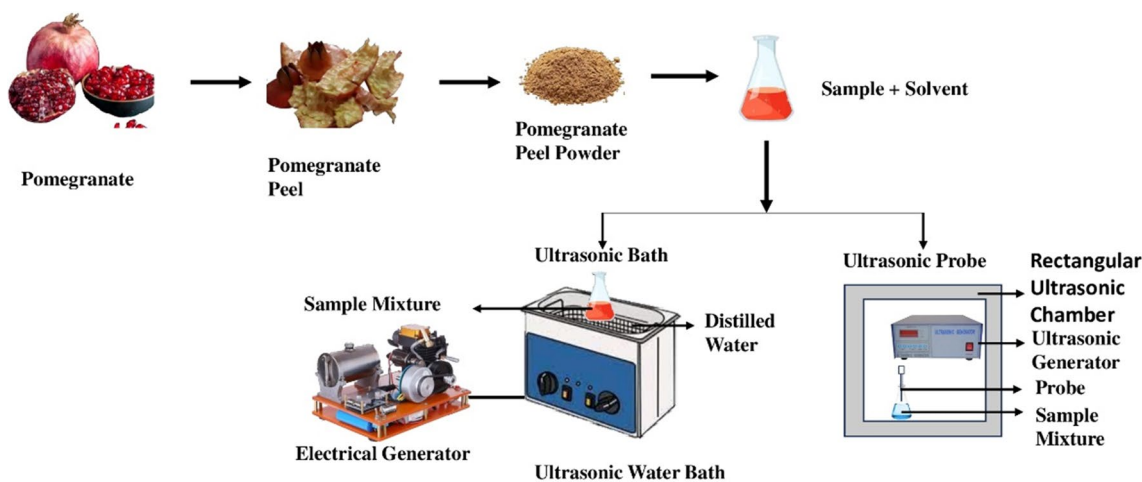 Pomegranate
Pomegranate
Peel
Pomegranate
Peel Powder
Sample + Solvent
Ultrasonic Bath
Sample Mixture
Distilled
Water
Electrical Generator
Ultrasonic Water Bath
Ultrasonic Probe
Rectangular
Ultrasonic
Chamber
Ultrasonic
Generator
Probe
Sample
Mixture